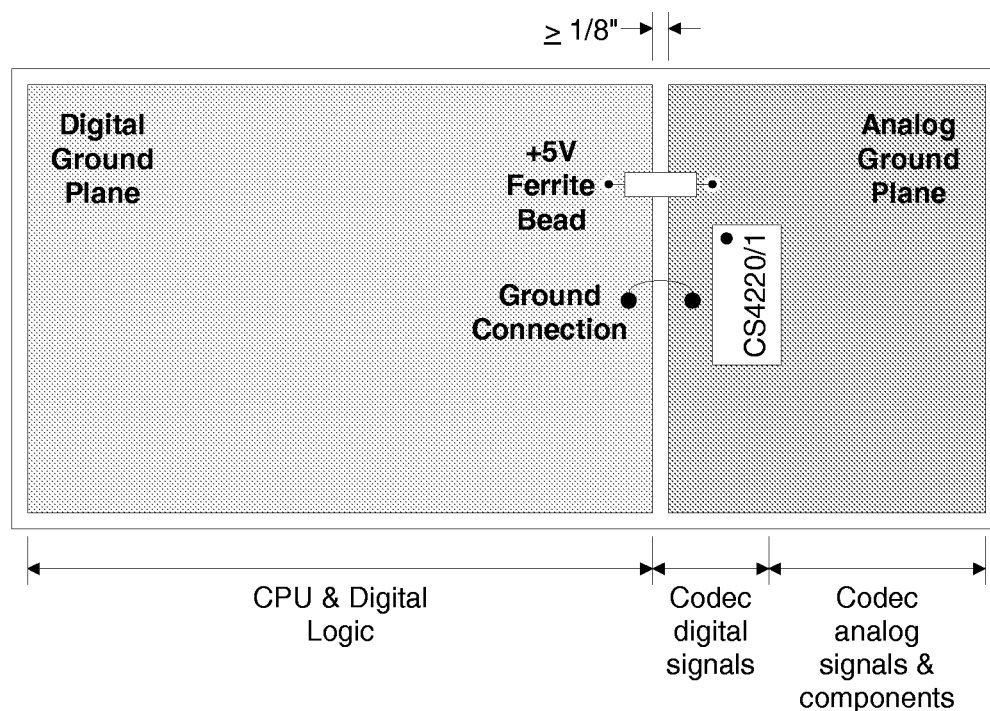 ≥ 1/8"
Digital
Ground
Plane
+5V
Ferrite
Bead
Analog
Ground
Plane
CS4220/1
Ground
Connection
CPU & Digital
Logic
Codec
digital
signals
Codec
analog
signals &
components